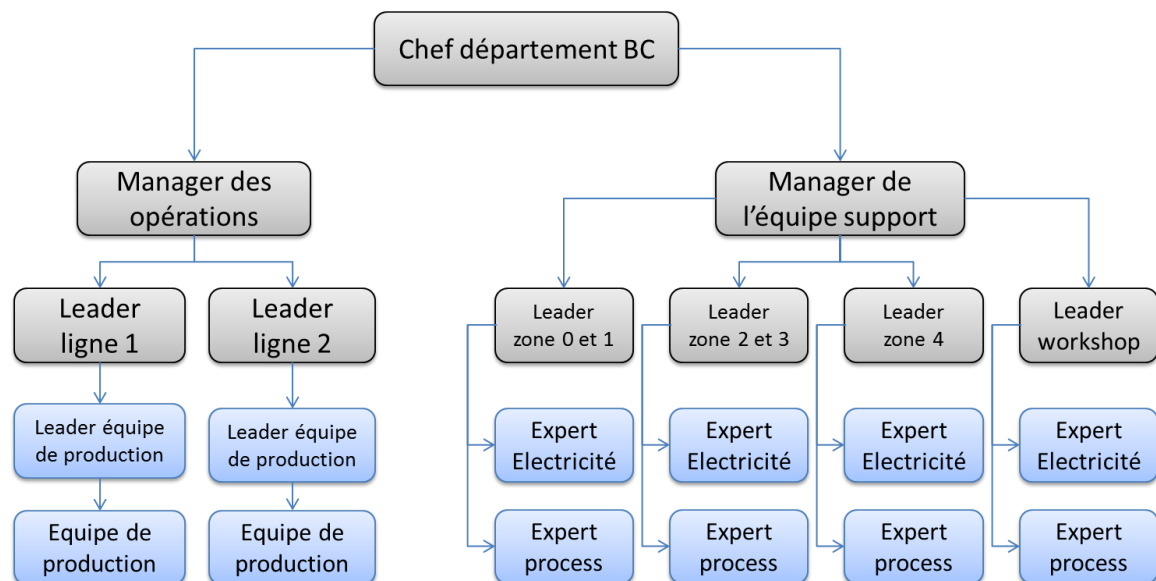 Chef département BC
Manager des
opérations
Manager de
l'équipe support
Leader
ligne 1
Leader
ligne 2
Leader
zone 0 et 1
Leader
zone 2 et 3
Leader
zone 4
Leader
workshop
Leader équipe
de production
Leader équipe
de production
Expert
Electricité
Expert
Electricité
Expert
Electricité
Expert
Electricité
Equipe de
production
Equipe de
production
Expert
process
Expert
process
Expert
process
Expert
process